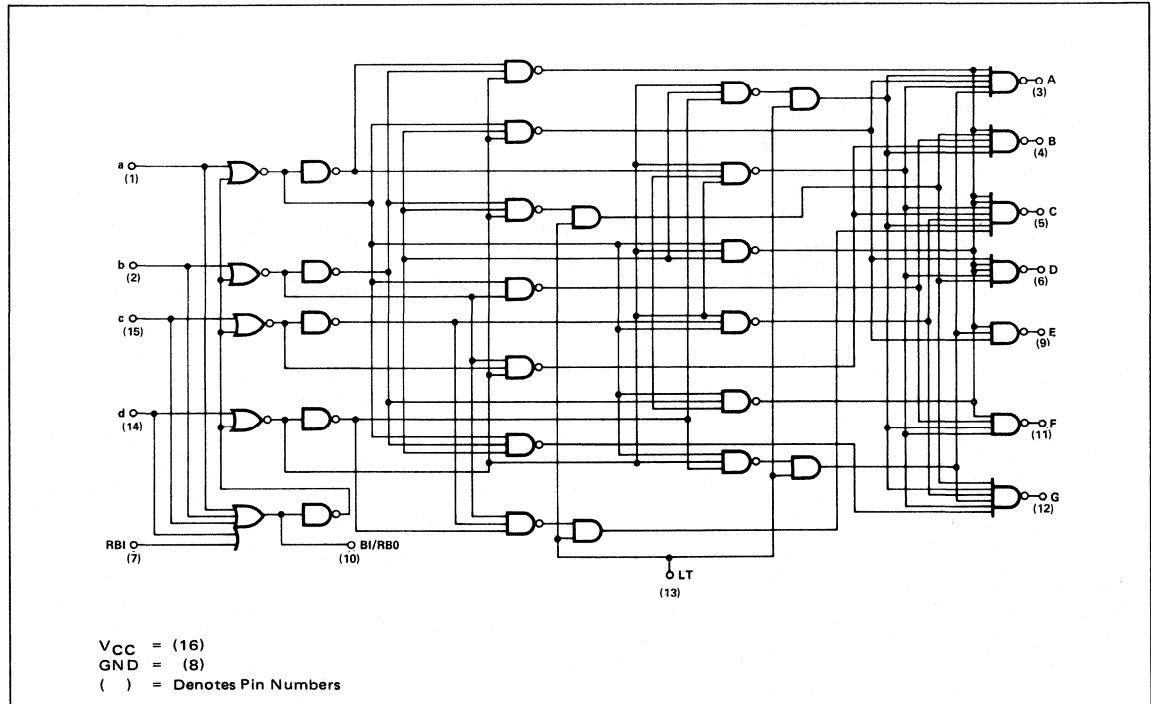 a
(1)
b
(2)
c
(15)
d
(14)
RBI
(7)
BI/RB0
(10)
LT
(13)
A
(3)
B
(4)
C
(5)
D
(6)
E
(9)
F
(11)
G
(12)
VCC = (16)
GND = (8)
( ) = Denotes Pin Numbers